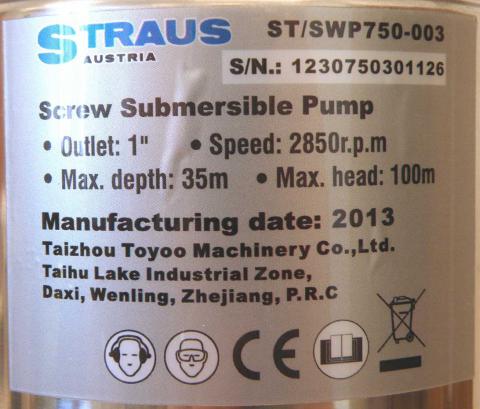 STRAUS
AUSTRIA
ST/SWP750-003
S/N.: 1230750301126
Screw Submersible Pump
• Outlet: 1" • Speed: 2850r.p.m
• Max. depth: 35m • Max. head: 100m
Manufacturing date: 2013
Taizhou Toyoo Machinery Co.,Ltd.
Taihu Lake Industrial Zone,
Daxi, Wenling, Zhejiang, P.R.C
CE